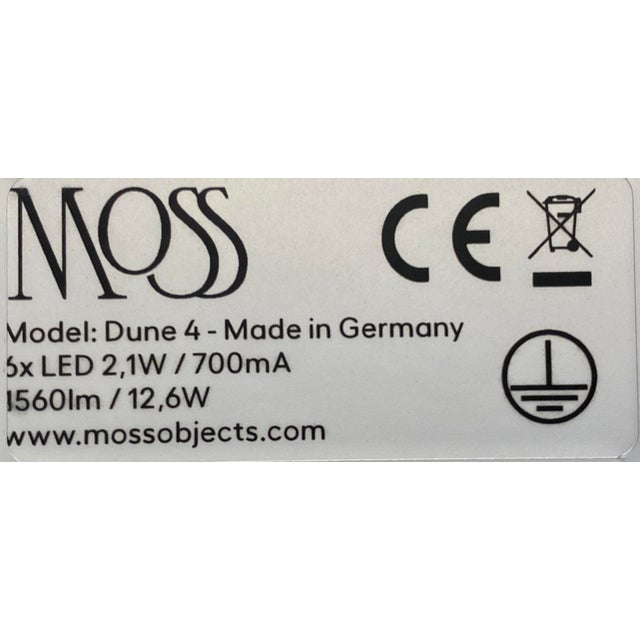 MOSS
CE
Model: Dune 4 - Made in Germany
6x LED 2,1W / 700mA
1560lm / 12,6W
www.mossobjects.com